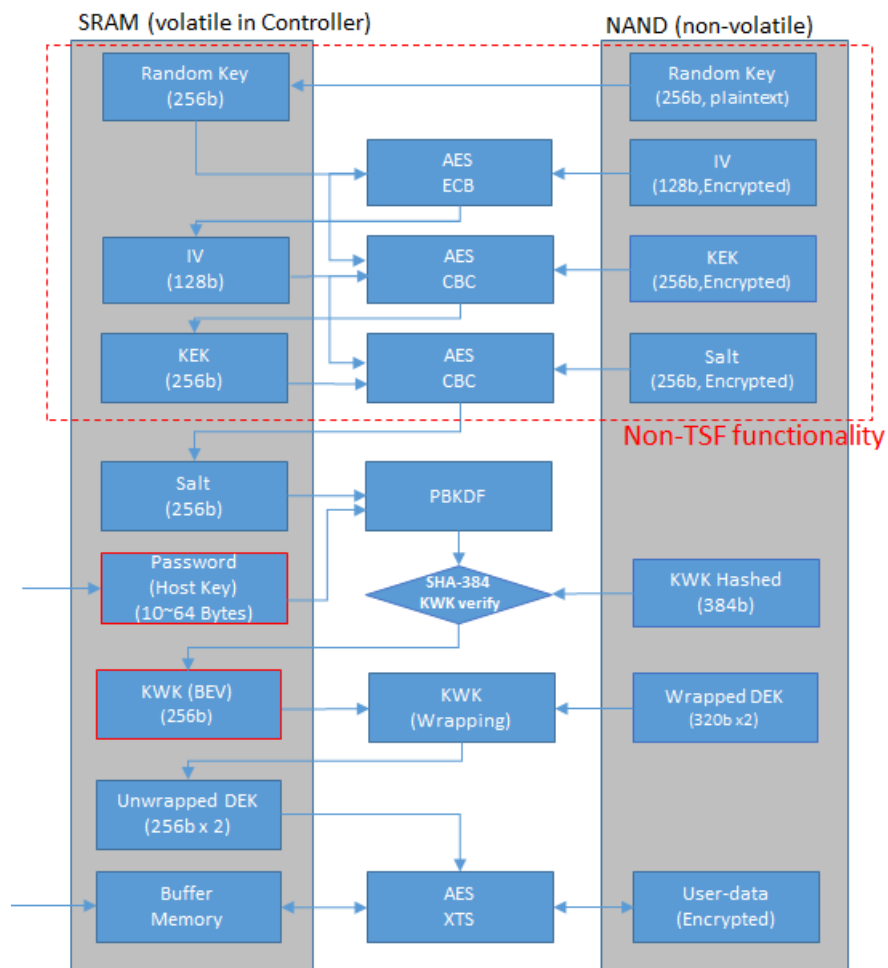 SRAM (volatile in Controller)
NAND (non-volatile)
Random Key
(256b)
Random Key
(256b, plaintext)
AES
ECB
IV
(128b,Encrypted)
IV
(128b)
AES
CBC
KEK
(256b,Encrypted)
KEK
(256b)
AES
CBC
Salt
(256b, Encrypted)
Non-TSF functionality
Salt
(256b)
PBKDF
Password
(Host Key)
(10~64 Bytes)
SHA-384
KWK verify
KWK Hashed
(384b)
KWK (BEV)
(256b)
KWK
(Wrapping)
Wrapped DEK
(320b x2)
Unwrapped DEK
(256b x 2)
Buffer
Memory
AES
XTS
User-data
(Encrypted)